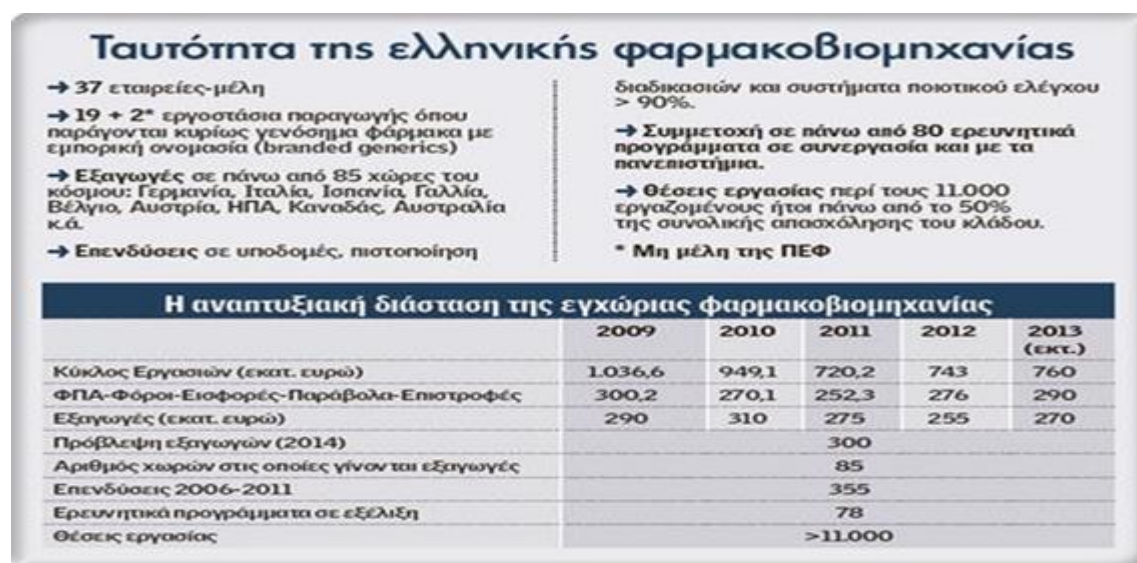 Ταυτότητα της ελληνικής φαρμακοβιομηχανίας
➔ 37 εταιρείες-μέλη
➔ 19 + 2* εργοστάσια παραγωγής όπου
παράγονται κυρίως γενόσημα φάρμακα με
εμπορική ονομασία (branded generics)
➔ Εξαγωγές σε πάνω από 85 χώρες του
κόσμου: Γερμανία, Ιταλία, Ισπανία, Γαλλία,
Βέλγιο, Αυστρία, ΗΠΑ, Καναδάς, Αυστραλία
κ.ά.
➔ Επενδύσεις σε υποδομές, πιστοποίηση
διαδικασιών και συστήματα ποιοτικού ελέγχου
> 90%.
➔ Συμμετοχή σε πάνω από 80 ερευνητικά
προγράμματα σε συνεργασία και με τα
πανεπιστήμια.
➔ Θέσεις εργασίας περί τους 11.000
εργαζομένους ήτοι πάνω από το 50%
της συνολικής απασχόλησης του κλάδου.
* Μη μέλη της ΠΕΦ
Η αναπτυξιακή διάσταση της εγχώριας φαρμακοβιομηχανίας
2009 2010 2011 2012 2013
(εκτ.)
Κύκλος Εργασιών (εκατ. ευρώ) 1.036,6 949,1 720,2 743 760
ΦΠΑ-Φόροι-Εισφορές-Παράβολα-Επιστροφές 300,2 270,1 252,3 276 290
Εξαγωγές (εκατ. ευρώ) 290 310 275 255 270
Πρόβλεψη εξαγωγών (2014) 300
Αριθμός χωρών στις οποίες γίνονται εξαγωγές 85
Επενδύσεις 2006-2011 355
Ερευνητικά προγράμματα σε εξέλιξη 78
Θέσεις εργασίας >11.000